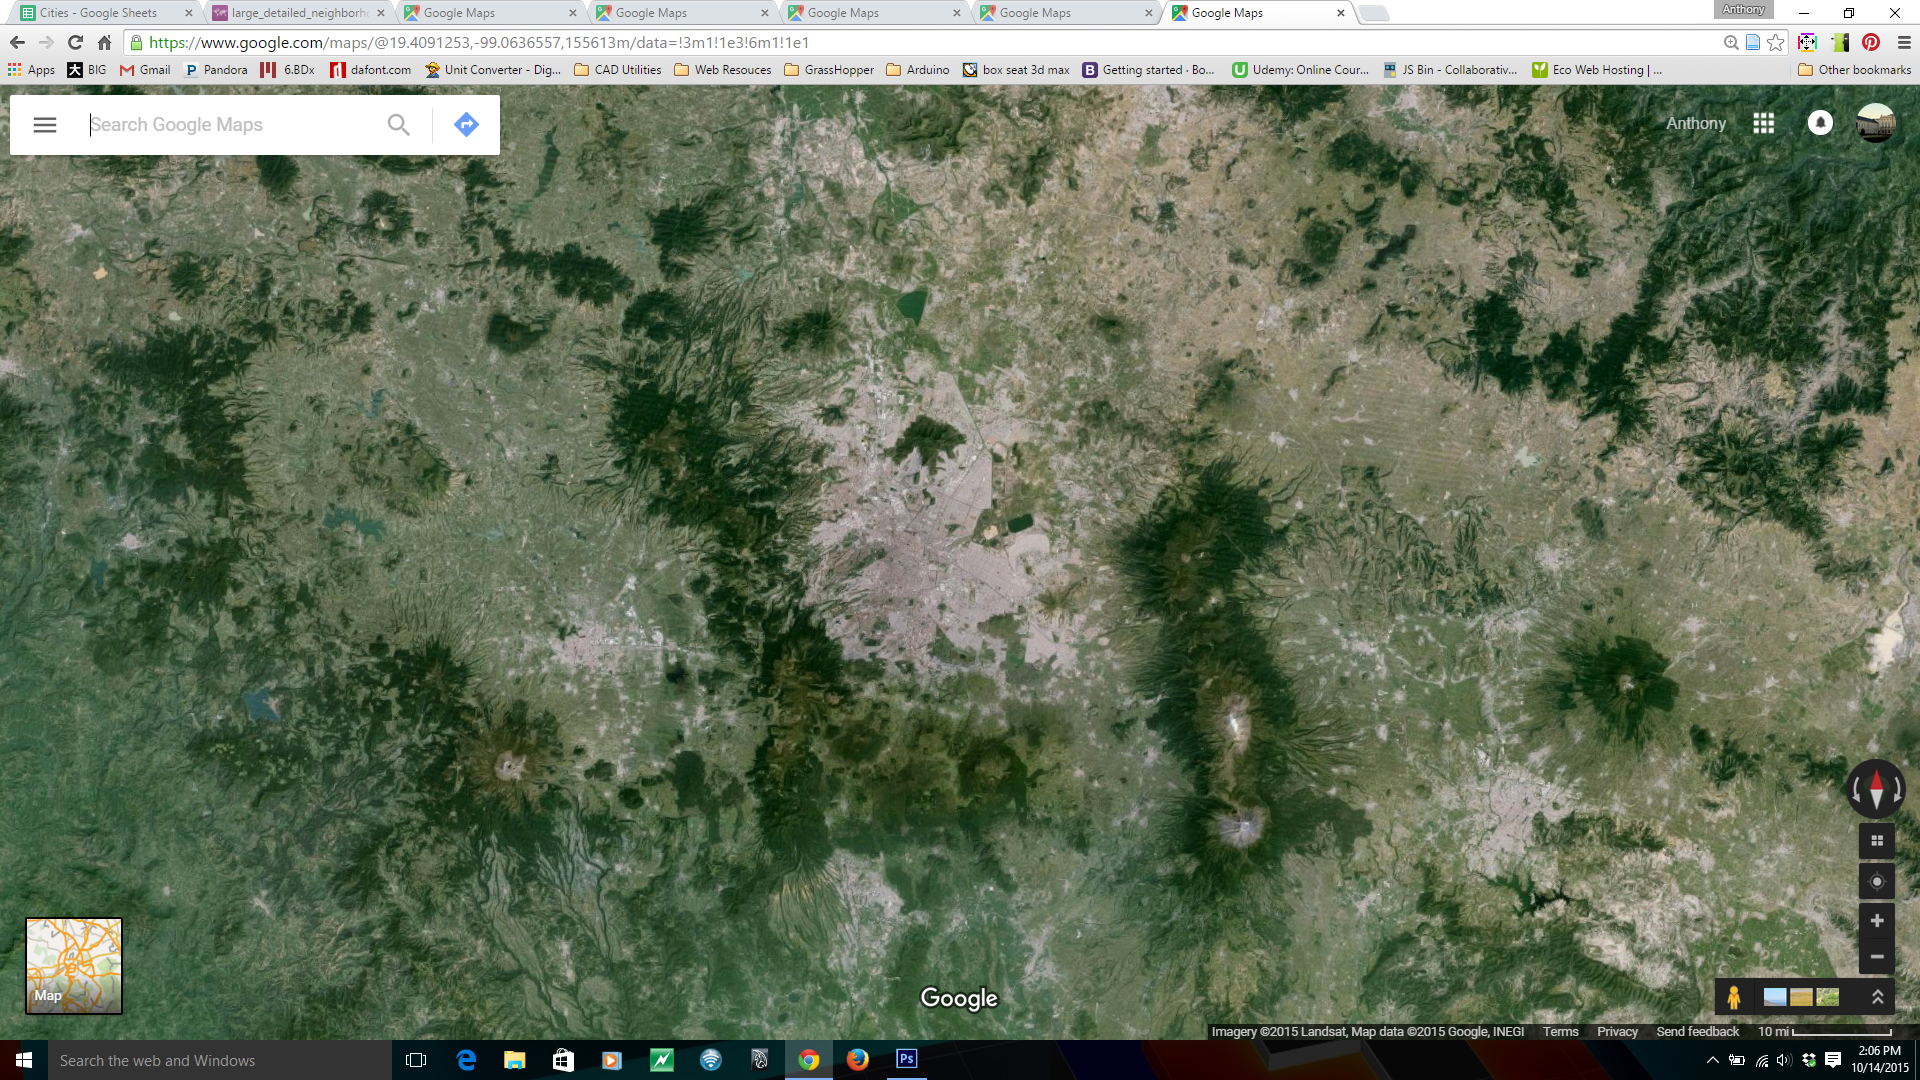 Cities - Google Sheets
large_detailed_neighborh
Google Maps
Google Maps
Google Maps
Google Maps
Google Maps
Anthony
https://www.google.com/maps/@19.4091253,-99.0636557,155613m/data=!3m1!1e3!6m1!1e1
Apps
BIG
Gmail
Pandora
6.BDx
dafont.com
Unit Converter - Dig...
CAD Utilities
Web Resouces
GrassHopper
Arduino
box seat 3d max
Getting started · Bo...
Udemy: Online Cour...
JS Bin - Collaborativ...
Eco Web Hosting | ...
Other bookmarks
Search Google Maps
Anthony
Map
Google
Imagery ©2015 Landsat, Map data ©2015 Google, INEGI
Terms
Privacy
Send feedback
10 mi
Search the web and Windows
Ps
2:06 PM
10/14/2015